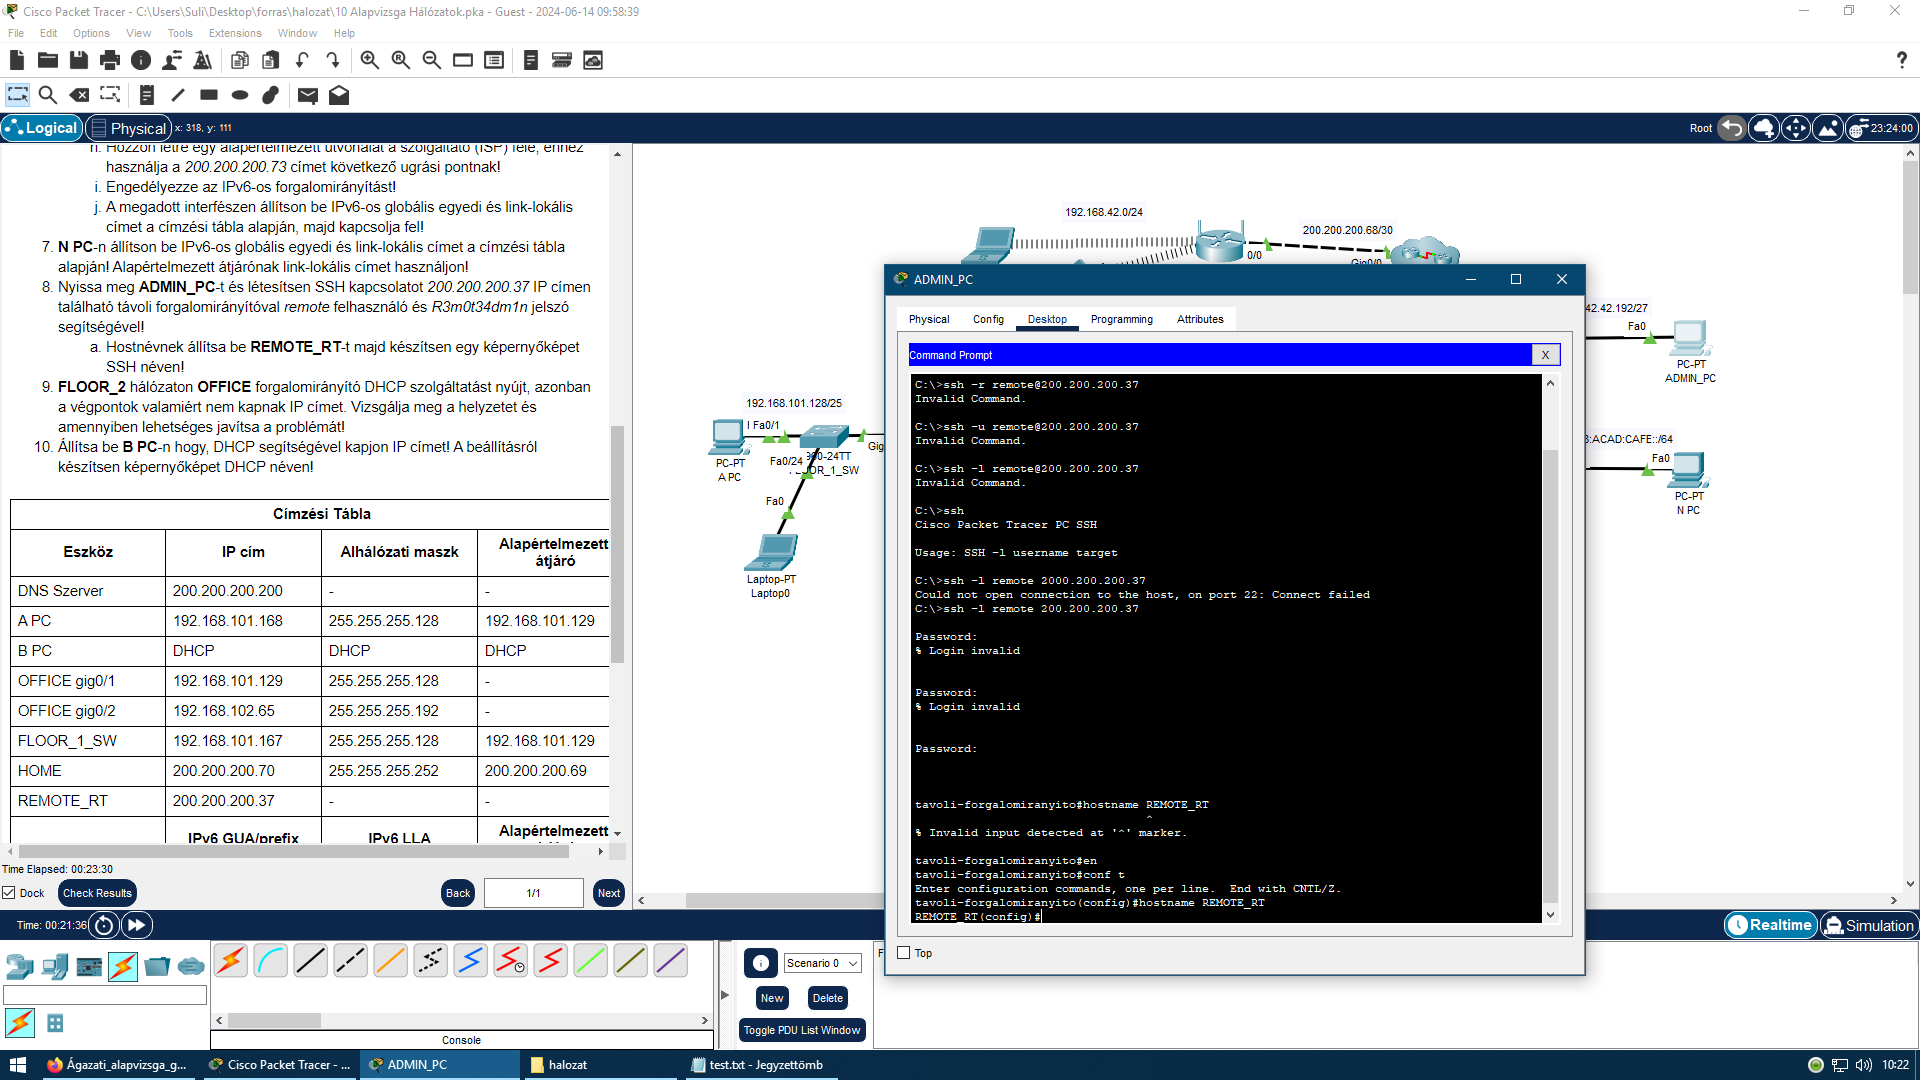 Cisco Packet Tracer - C:\Users\Suli\Desktop\forras\halozat\10 Alapvizsga Hálózatok.pka - Guest - 2024-06-14 09:58:39
File Edit Options View Tools Extensions Window Help
Logical Physical x: 318, y: 111
Root 23:24:00
h. Hozzon létre egy alapértelmezett útvonalat a szolgáltató (ISP) felé, ehhez
használja a 200.200.200.73 címet következő ugrási pontnak!
i. Engedélyezze az IPv6-os forgalomirányítást!
j. A megadott interfészen állítson be IPv6-os globális egyedi és link-lokális
címet a címzési tábla alapján, majd kapcsolja fel!
7. N PC-n állítson be IPv6-os globális egyedi és link-lokális címet a címzési tábla
alapján! Alapértelmezett átjárónak link-lokális címet használjon!
8. Nyissa meg ADMIN_PC-t és létesítsen SSH kapcsolatot 200.200.200.37 IP címen
található távoli forgalomirányítóval remote felhasználó és R3m0t34dm1n jelszó
segítségével!
a. Hostnévnek állítsa be REMOTE_RT-t majd készítsen egy képernyőképet
SSH néven!
9. FLOOR_2 hálózaton OFFICE forgalomirányító DHCP szolgáltatást nyújt, azonban
a végpontok valamiért nem kapnak IP címet. Vizsgálja meg a helyzetet és
amennyiben lehetséges javítsa a problémát!
10. Állítsa be B PC-n hogy, DHCP segítségével kapjon IP címet! A beállításról
készítsen képernyőképet DHCP néven!
Címzési Tábla
Eszköz IP cím Alhálózati maszk Alapértelmezett átjáró
DNS Szerver 200.200.200.200 - -
A PC 192.168.101.168 255.255.255.128 192.168.101.129
B PC DHCP DHCP DHCP
OFFICE gig0/1 192.168.101.129 255.255.255.128 -
OFFICE gig0/2 192.168.102.65 255.255.255.192 -
FLOOR_1_SW 192.168.101.167 255.255.255.128 192.168.101.129
HOME 200.200.200.70 255.255.255.252 200.200.200.69
REMOTE_RT 200.200.200.37 - -
IPv6 GUA/prefix IPv6 LLA Alapértelmezett
Time Elapsed: 00:23:30
Dock Check Results Back 1/1 Next
192.168.42.0/24
200.200.200.68/30
0/0
Gig0/0
42.42.192/27
Fa0
PC-PT
ADMIN_PC
192.168.101.128/25
Fa0/1
PC-PT
A PC
Fa0/24
Gig
Fa0
Laptop-PT
Laptop0
:ACAD:CAFE::/64
Fa0
PC-PT
N PC
ADMIN_PC
Physical Config Desktop Programming Attributes
Command Prompt X
C:\>ssh -r remote@200.200.200.37
Invalid Command.
C:\>ssh -u remote@200.200.200.37
Invalid Command.
C:\>ssh -l remote@200.200.200.37
Invalid Command.
C:\>ssh
Cisco Packet Tracer PC SSH
Usage: SSH -l username target
C:\>ssh -l remote 2000.200.200.37
Could not open connection to the host, on port 22: Connect failed
C:\>ssh -l remote 200.200.200.37
Password:
% Login invalid
Password:
% Login invalid
Password:
tavoli-forgalomiranyito#hostname REMOTE_RT
^
% Invalid input detected at '^' marker.
tavoli-forgalomiranyito#en
tavoli-forgalomiranyito#conf t
Enter configuration commands, one per line.  End with CNTL/Z.
tavoli-forgalomiranyito(config)#hostname REMOTE_RT
REMOTE_RT(config)#
Top
Time: 00:21:36
Realtime Simulation
Scenario 0
New Delete
Toggle PDU List Window
F
Console
Ágazati_alapvizsga_g... Cisco Packet Tracer - ... ADMIN_PC halozat test.txt - Jegyzettömb 10:22